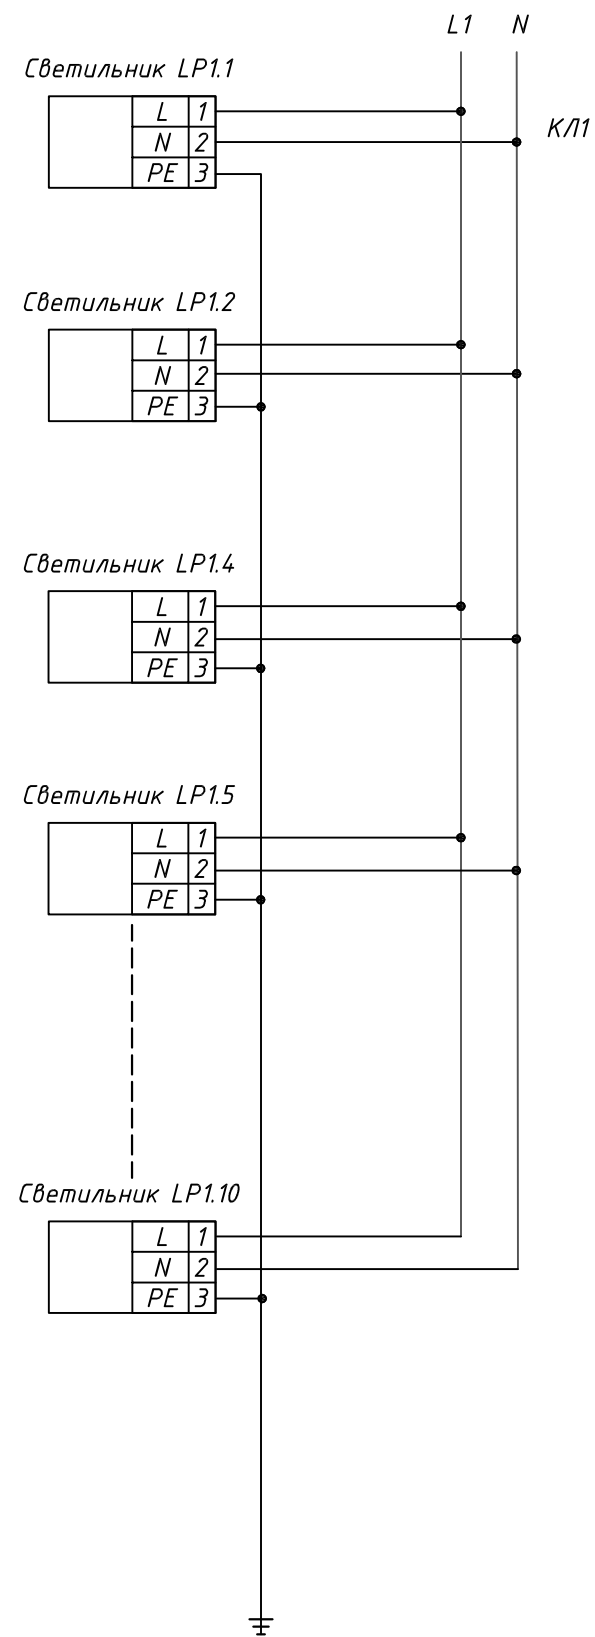 L1 N
Светильник LP1.1
L 1
КЛ1
N 2
PE 3
Светильник LP1.2
L 1
N 2
PE 3
Светильник LP1.4
L 1
N 2
PE 3
Светильник LP1.5
L 1
N 2
PE 3
Светильник LP1.10
L 1
N 2
PE 3